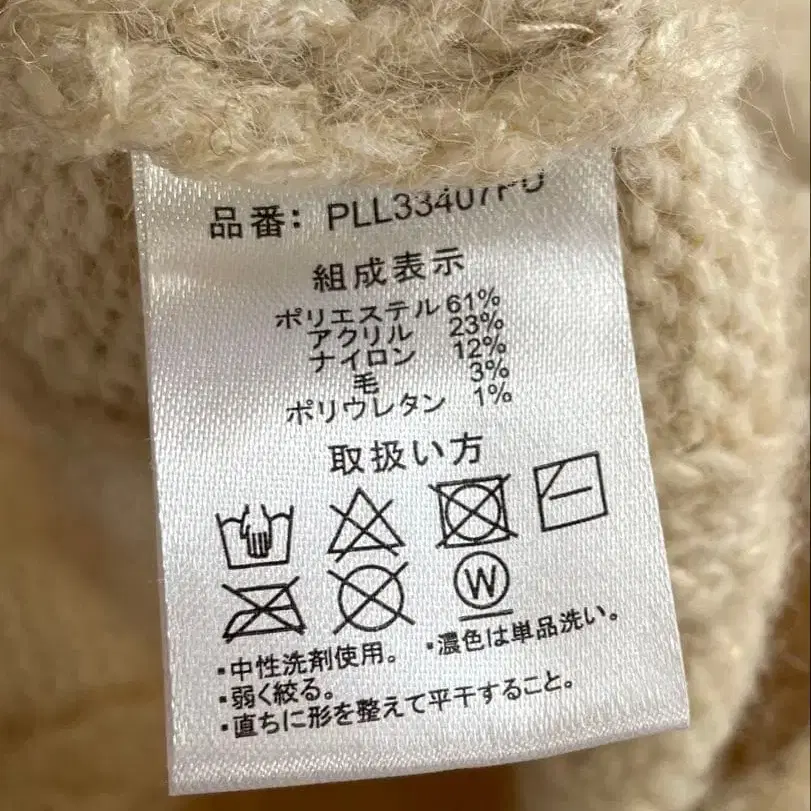 品番: PLL33407PU
組成表示
ポリエステル 61%
アクリル 23%
ナイロン 12%
毛 3%
ポリウレタン 1%
取扱い方
W
・中性洗剤使用。 ・濃色は単品洗い。
・弱く絞る。
・直ちに形を整えて平干すること。